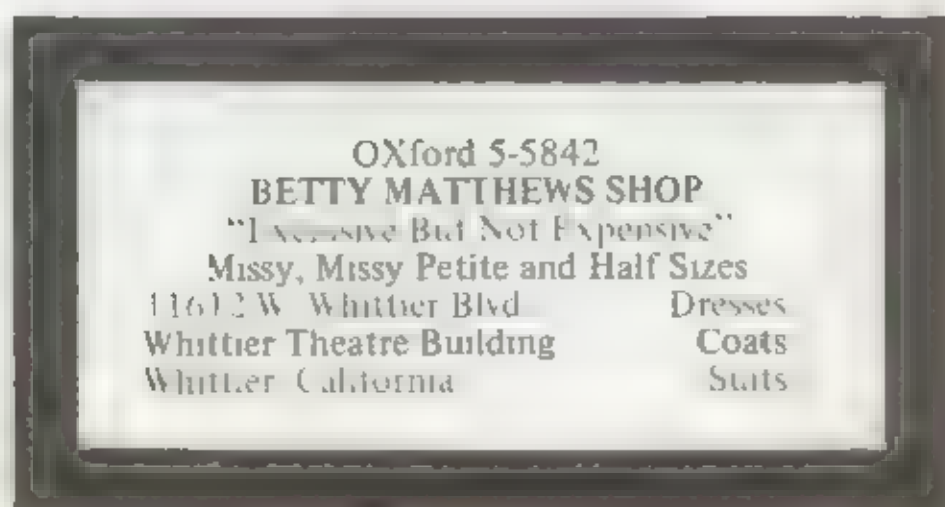 OXford 5-5842
BETTY MATTHEWS SHOP
But Not Expensive"
Missy, Missy Petite and Half Sizes
11612 W. Whittier Blvd Dresses
Whittier Theatre Building Coats
Whittier California Suits